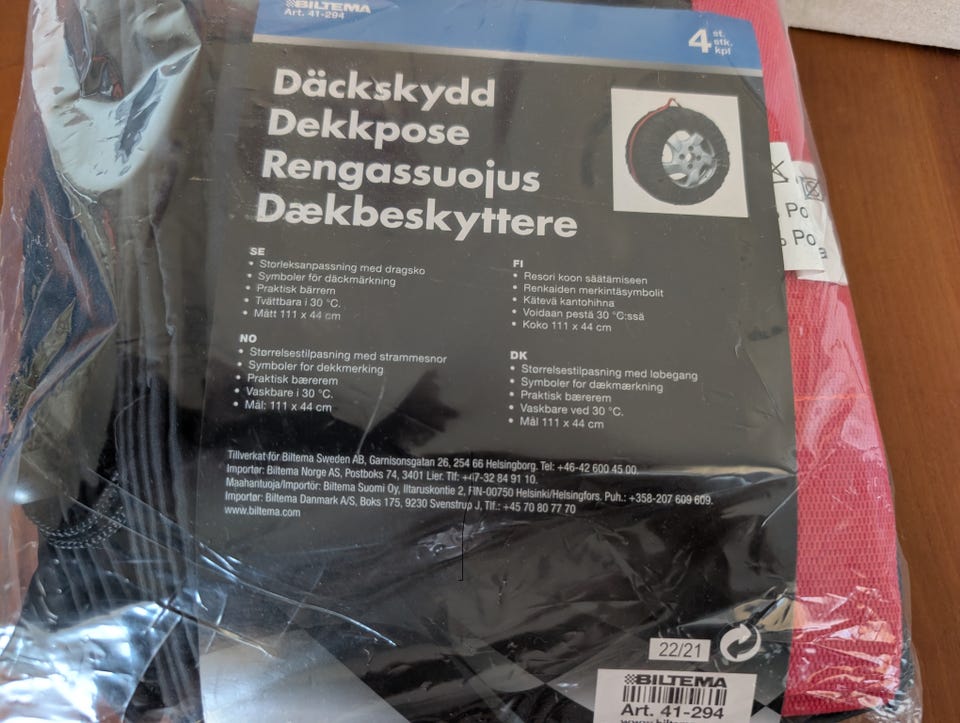 BILTEMA
Art. 41-294
4 st.
stk.
kpl
Däckskydd
Dekkpose
Rengassuojus
Dækbeskyttere
SE
• Storleksanpassning med dragsko
• Symboler för däckmärkning
• Praktisk bärrem
• Tvättbara i 30 °C.
• Mått 111 x 44 cm
NO
• Størrelsestilpasning med strammesnor
• Symboler for dekkmerking
• Praktisk bærerem
• Vaskbare i 30 °C.
• Mål: 111 x 44 cm
FI
• Resori koon säätämiseen
• Renkaiden merkintäsymbolit
• Kätevä kantohihna
• Voidaan pestä 30 °C:ssä
• Koko 111 x 44 cm
DK
• Størrelsestilpasning med løbegang
• Symboler for dækmærkning
• Praktisk bærerem
• Vaskbare ved 30 °C.
• Mål 111 x 44 cm
Tillverkat för Biltema Sweden AB, Garnisonsgatan 26, 254 66 Helsingborg. Tel: +46-42 600 45 00.
Importør: Biltema Norge AS, Postboks 74, 3401 Lier. Tlf: +47-32 84 91 10.
Maahantuoja/Importör: Biltema Suomi Oy, Iltaruskontie 2, FIN-00750 Helsinki/Helsingfors. Puh.: +358-207 609 609.
Importør: Biltema Danmark A/S, Boks 175, 9230 Svenstrup J, Tlf.: +45 70 80 77 70
www.biltema.com
Po
Po
22/21
BILTEMA
Art. 41-294
www.biltema